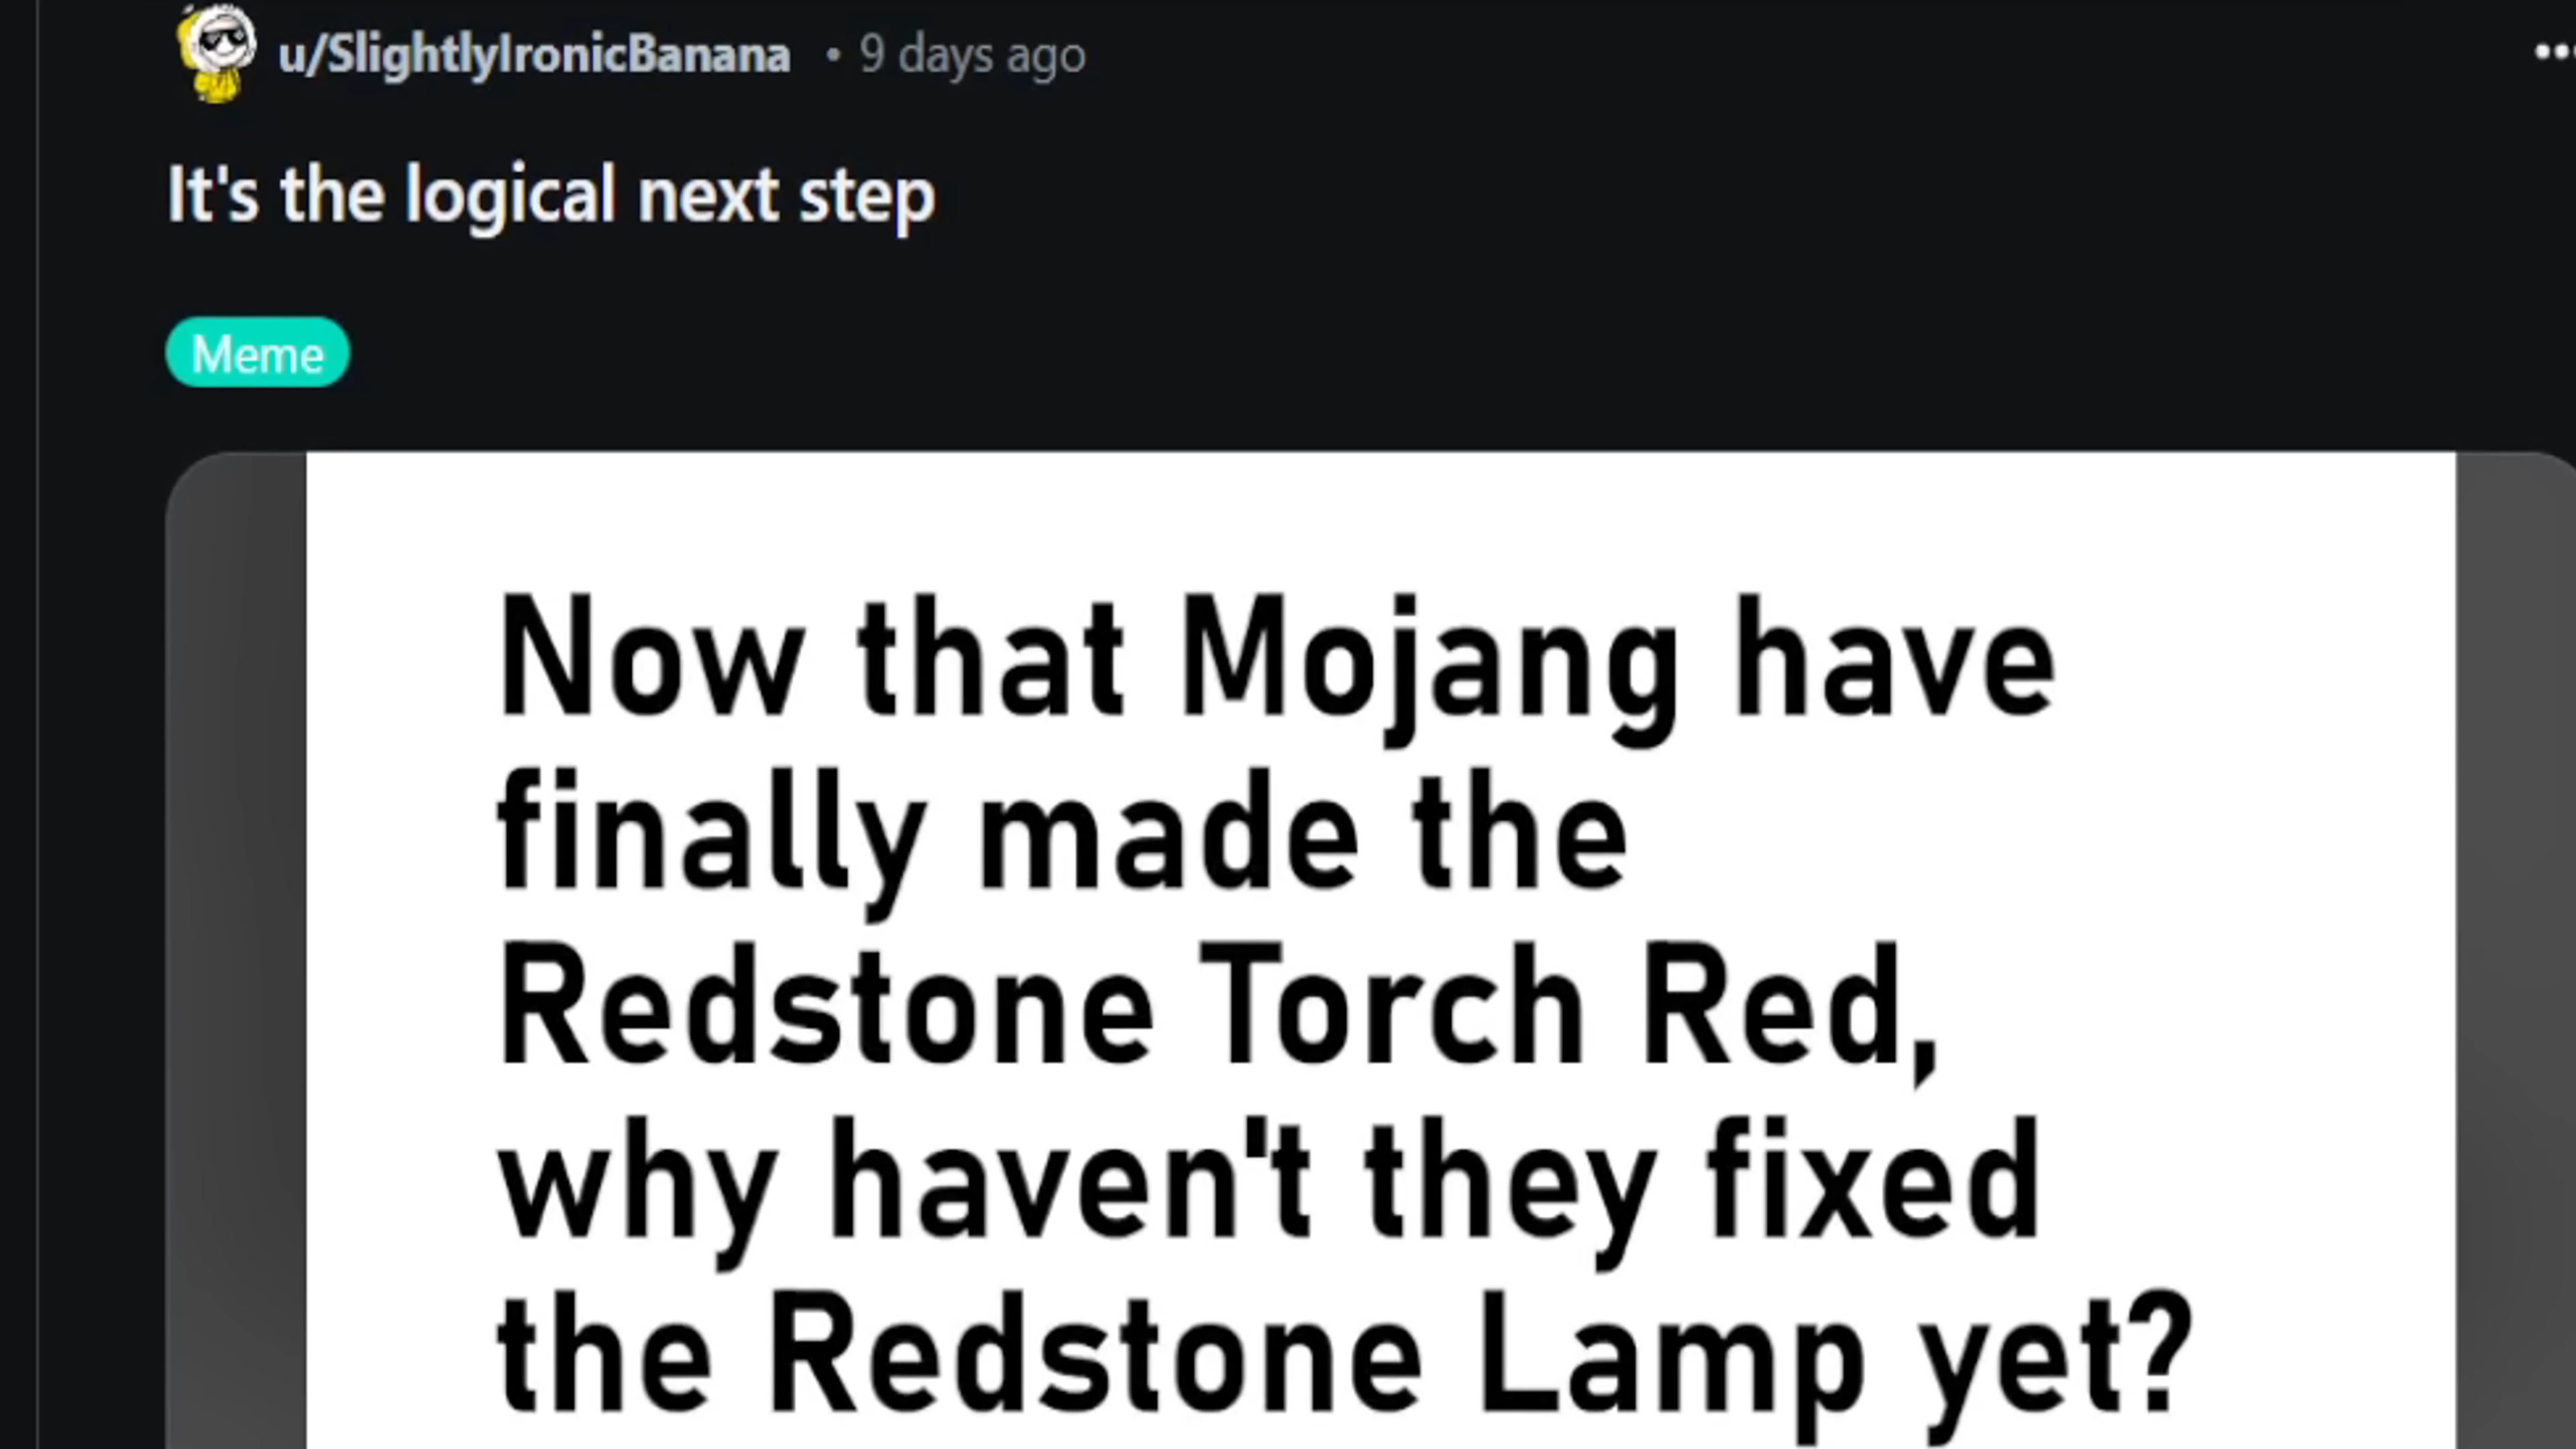 u/SlightlyIronicBanana • 9 days ago
It's the logical next step
Meme
Now that Mojang have
finally made the
Redstone Torch Red,
why haven't they fixed
the Redstone Lamp yet?